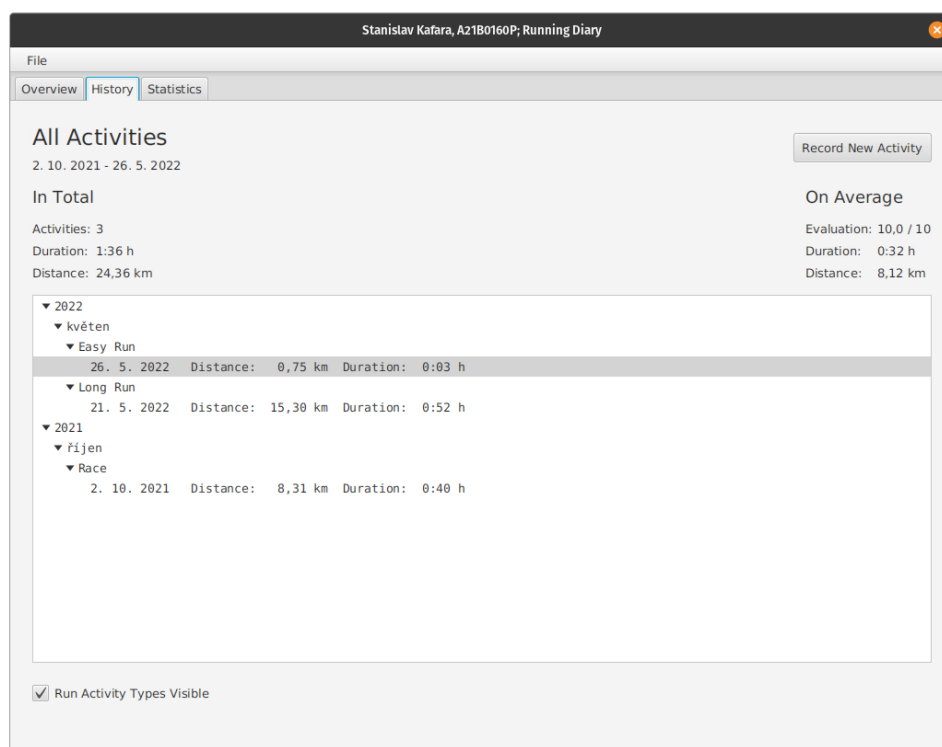 Stanislav Kafara, A21B0160P; Running Diary
File
Overview History Statistics
All Activities
Record New Activity
2. 10. 2021 - 26. 5. 2022
In Total
On Average
Activities: 3
Evaluation: 10,0 / 10
Duration: 1:36 h
Duration: 0:32 h
Distance: 24,36 km
Distance: 8,12 km
2022
květen
Easy Run
26. 5. 2022 Distance: 0,75 km Duration: 0:03 h
Long Run
21. 5. 2022 Distance: 15,30 km Duration: 0:52 h
2021
říjen
Race
2. 10. 2021 Distance: 8,31 km Duration: 0:40 h
Run Activity Types Visible